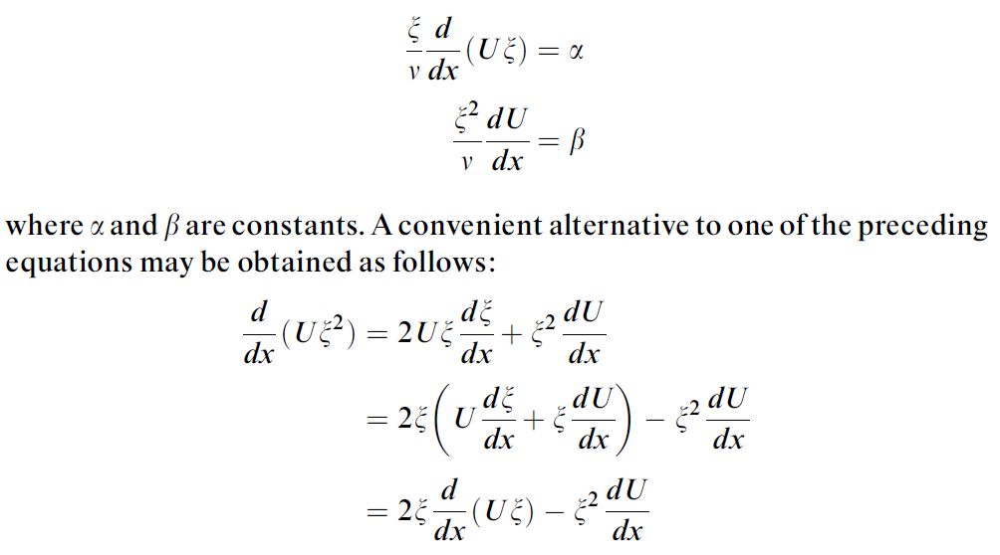 ξ/ν d/dx (Uξ) = α
ξ²/ν dU/dx = β
where α and β are constants. A convenient alternative to one of the preceding
equations may be obtained as follows:
d/dx (Uξ²) = 2Uξ dξ/dx + ξ² dU/dx
= 2ξ(U dξ/dx + ξ dU/dx) − ξ² dU/dx
= 2ξ d/dx (Uξ) − ξ² dU/dx